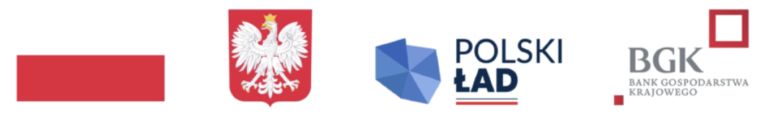 POLSKI
ŁAD
BGK
BANK GOSPODARSTWA
KRAJOWEGO